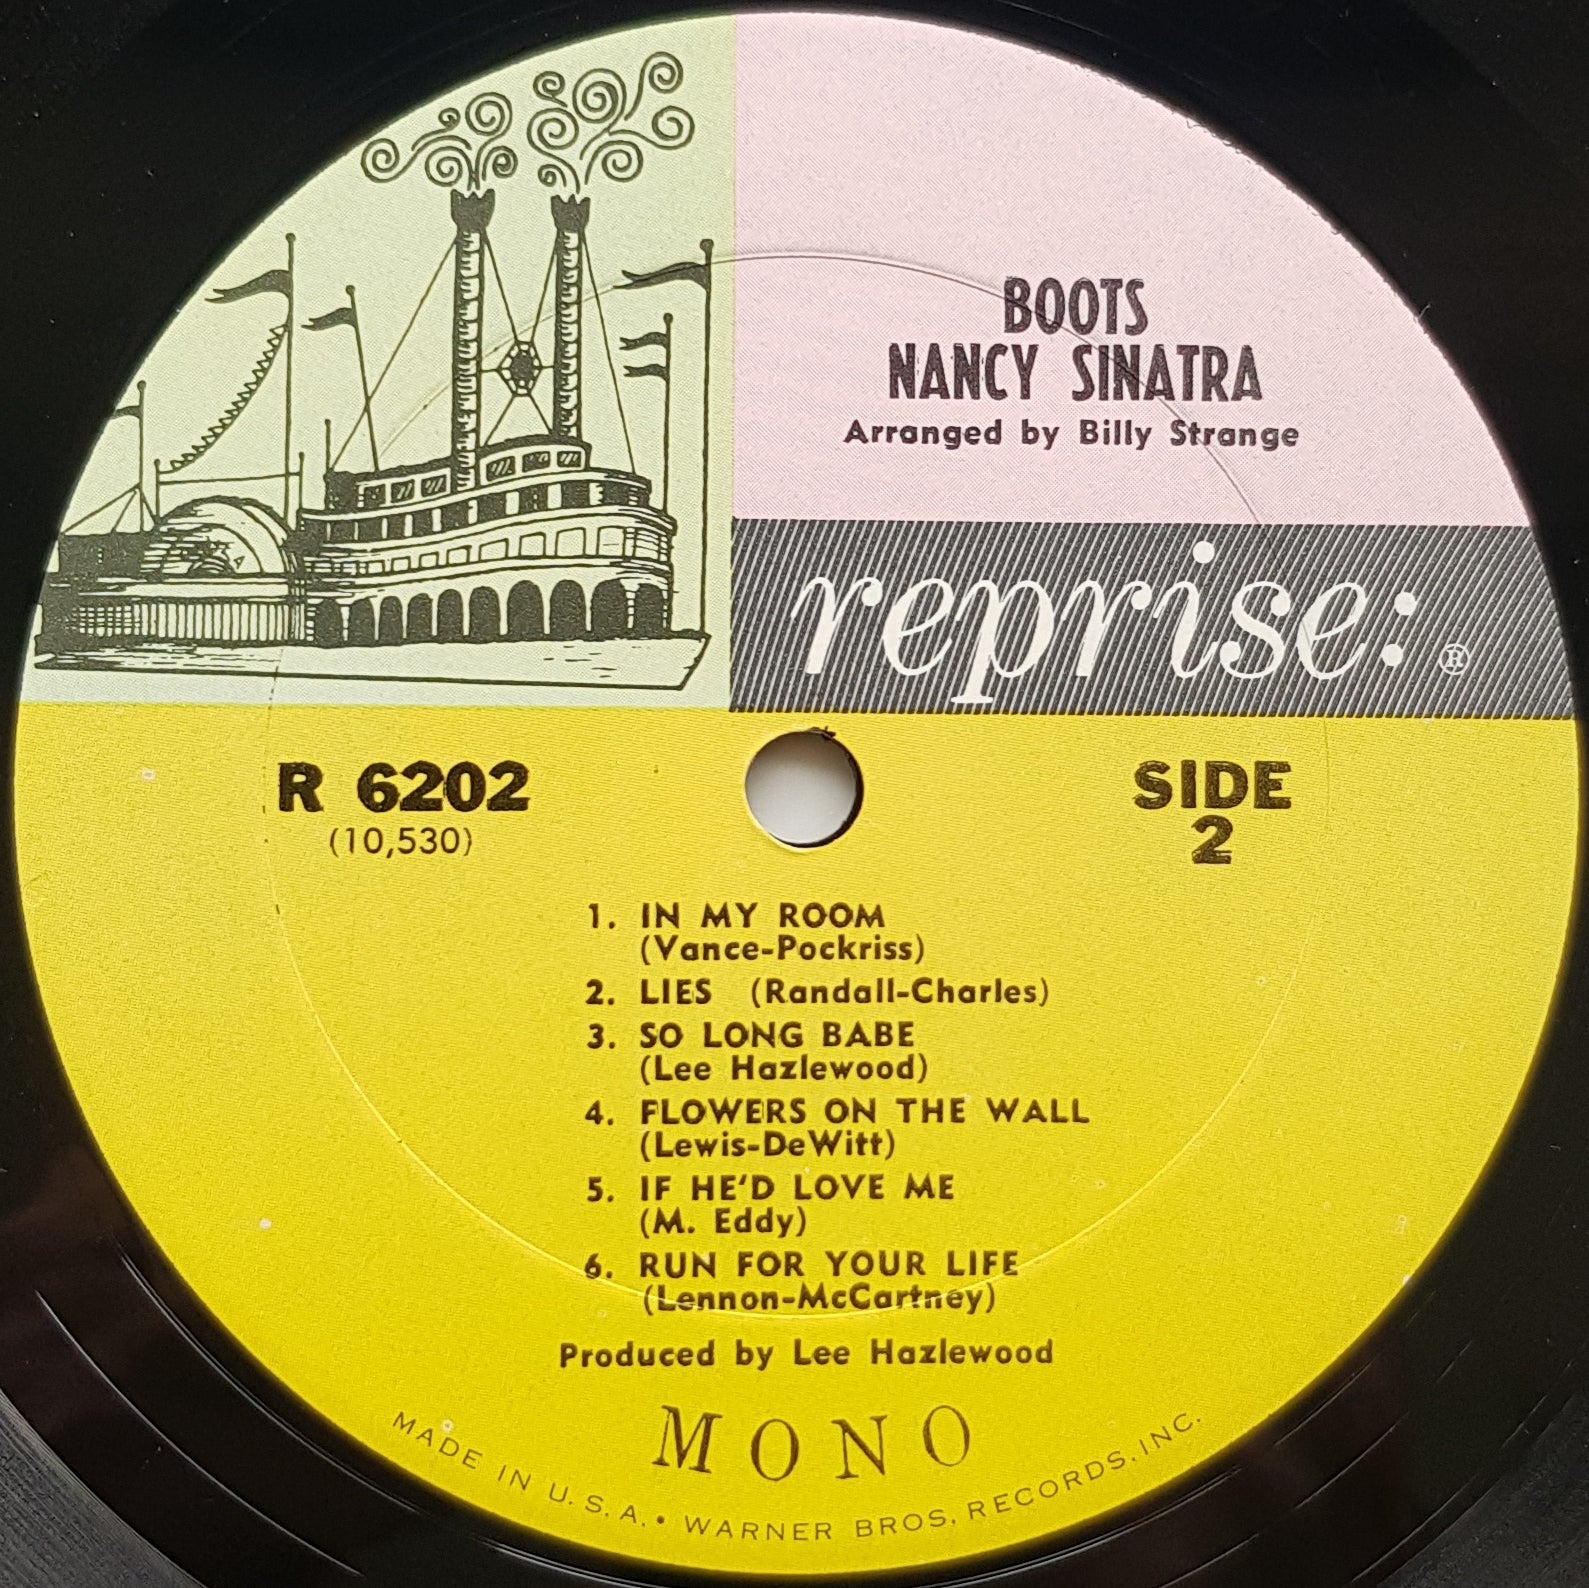 BOOTS
NANCY SINATRA
Arranged by Billy Strange
reprise: ®
R 6202
(10,530)
SIDE
2
1. IN MY ROOM
(Vance-Pockriss)
2. LIES (Randall-Charles)
3. SO LONG BABE
(Lee Hazlewood)
4. FLOWERS ON THE WALL
(Lewis-DeWitt)
5. IF HE'D LOVE ME
(M. Eddy)
6. RUN FOR YOUR LIFE
(Lennon-McCartney)
Produced by Lee Hazlewood
MONO
MADE IN U.S.A. • WARNER BROS. RECORDS, INC.